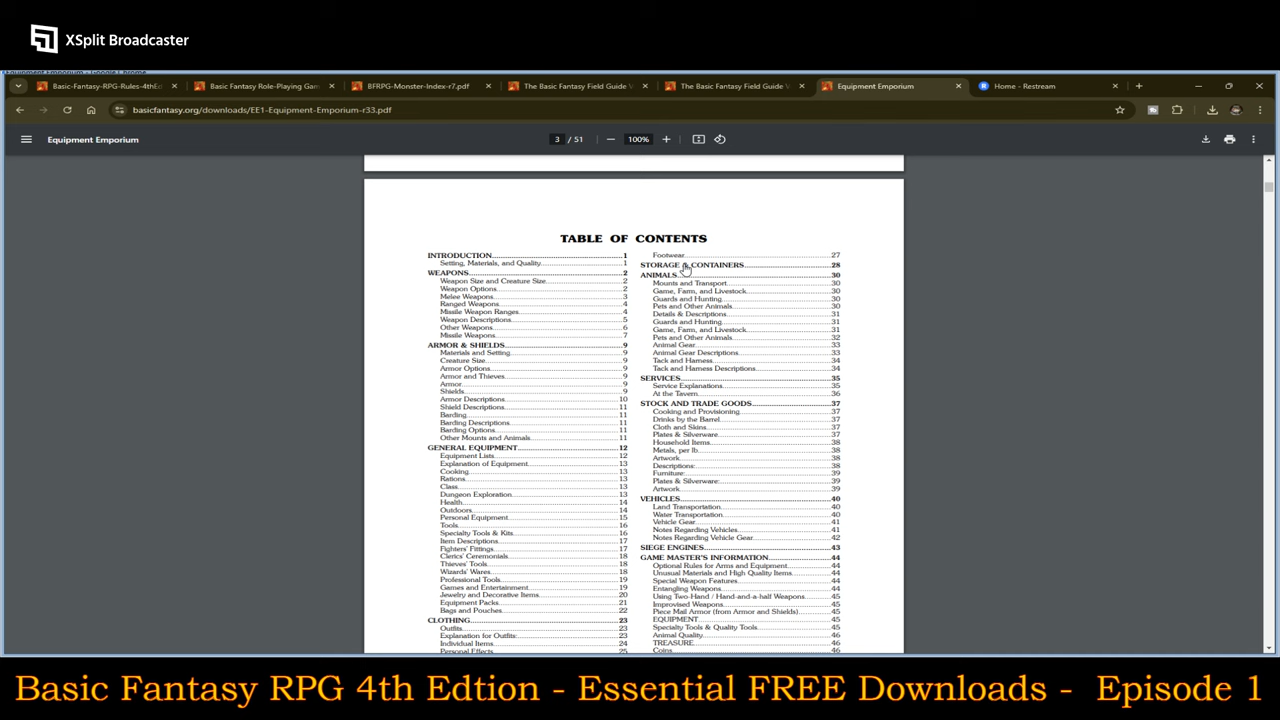 XSplit Broadcaster
Equipment Emporium - Google Chrome
Basic-Fantasy-RPG-Rules-4thEd
Basic Fantasy Role-Playing Gam
BFRPG-Monster-Index-r7.pdf
The Basic Fantasy Field Guide V
The Basic Fantasy Field Guide V
Equipment Emporium
Home - Restream
basicfantasy.org/downloads/EE1-Equipment-Emporium-r33.pdf
Equipment Emporium
3 / 51
100%
TABLE OF CONTENTS
INTRODUCTION 1
Setting, Materials, and Quality 1
WEAPONS 2
Weapon Size and Creature Size 2
Weapon Options 2
Melee Weapons 3
Ranged Weapons 4
Missile Weapon Ranges 4
Weapon Descriptions 5
Other Weapons 6
Missile Weapons 7
ARMOR & SHIELDS 9
Materials and Setting 9
Creature Size 9
Armor Options 9
Armor and Thieves 9
Armor 9
Shields 9
Armor Descriptions 10
Shield Descriptions 11
Barding 11
Barding Descriptions 11
Barding Options 11
Other Mounts and Animals 11
GENERAL EQUIPMENT 12
Equipment Lists 12
Explanation of Equipment 13
Cooking 13
Rations 13
Class 13
Dungeon Exploration 13
Health 14
Outdoors 14
Personal Equipment 15
Tools 16
Specialty Tools & Kits 16
Item Descriptions 17
Fighters' Fittings 17
Clerics' Ceremonials 18
Thieves' Tools 18
Wizards' Wares 18
Professional Tools 19
Games and Entertainment 19
Jewelry and Decorative Items 20
Equipment Packs 21
Bags and Pouches 22
CLOTHING 23
Outfits 23
Explanation for Outfits: 23
Individual Items 24
Personal Effects 25
Footwear 27
STORAGE & CONTAINERS 28
ANIMALS 30
Mounts and Transport 30
Game, Farm, and Livestock 30
Guards and Hunting 30
Pets and Other Animals 30
Details & Descriptions 31
Guards and Hunting 31
Game, Farm, and Livestock 31
Pets and Other Animals 32
Animal Gear 33
Animal Gear Descriptions 33
Tack and Harness 34
Tack and Harness Descriptions 34
SERVICES 35
Service Explanations 35
At the Tavern 36
STOCK AND TRADE GOODS 37
Cooking and Provisioning 37
Drinks by the Barrel 37
Cloth and Skins 37
Plates & Silverware 37
Household Items 38
Metals, per lb 38
Artwork 38
Descriptions: 38
Furniture: 39
Plates & Silverware: 39
Artwork 39
VEHICLES 40
Land Transportation 40
Water Transportation 40
Vehicle Gear 41
Notes Regarding Vehicles 41
Notes Regarding Vehicle Gear 42
SIEGE ENGINES 43
GAME MASTER'S INFORMATION 44
Optional Rules for Arms and Equipment 44
Unusual Materials and High Quality Items 44
Special Weapon Features 44
Entangling Weapons 44
Using Two-Hand / Hand-and-a-half Weapons 45
Improvised Weapons 45
Piece Mail Armor (from Armor and Shields) 45
EQUIPMENT 45
Specialty Tools & Quality Tools 45
Animal Quality 46
TREASURE 46
Coins 46
Basic Fantasy RPG 4th Edtion - Essential FREE Downloads - Episode 1